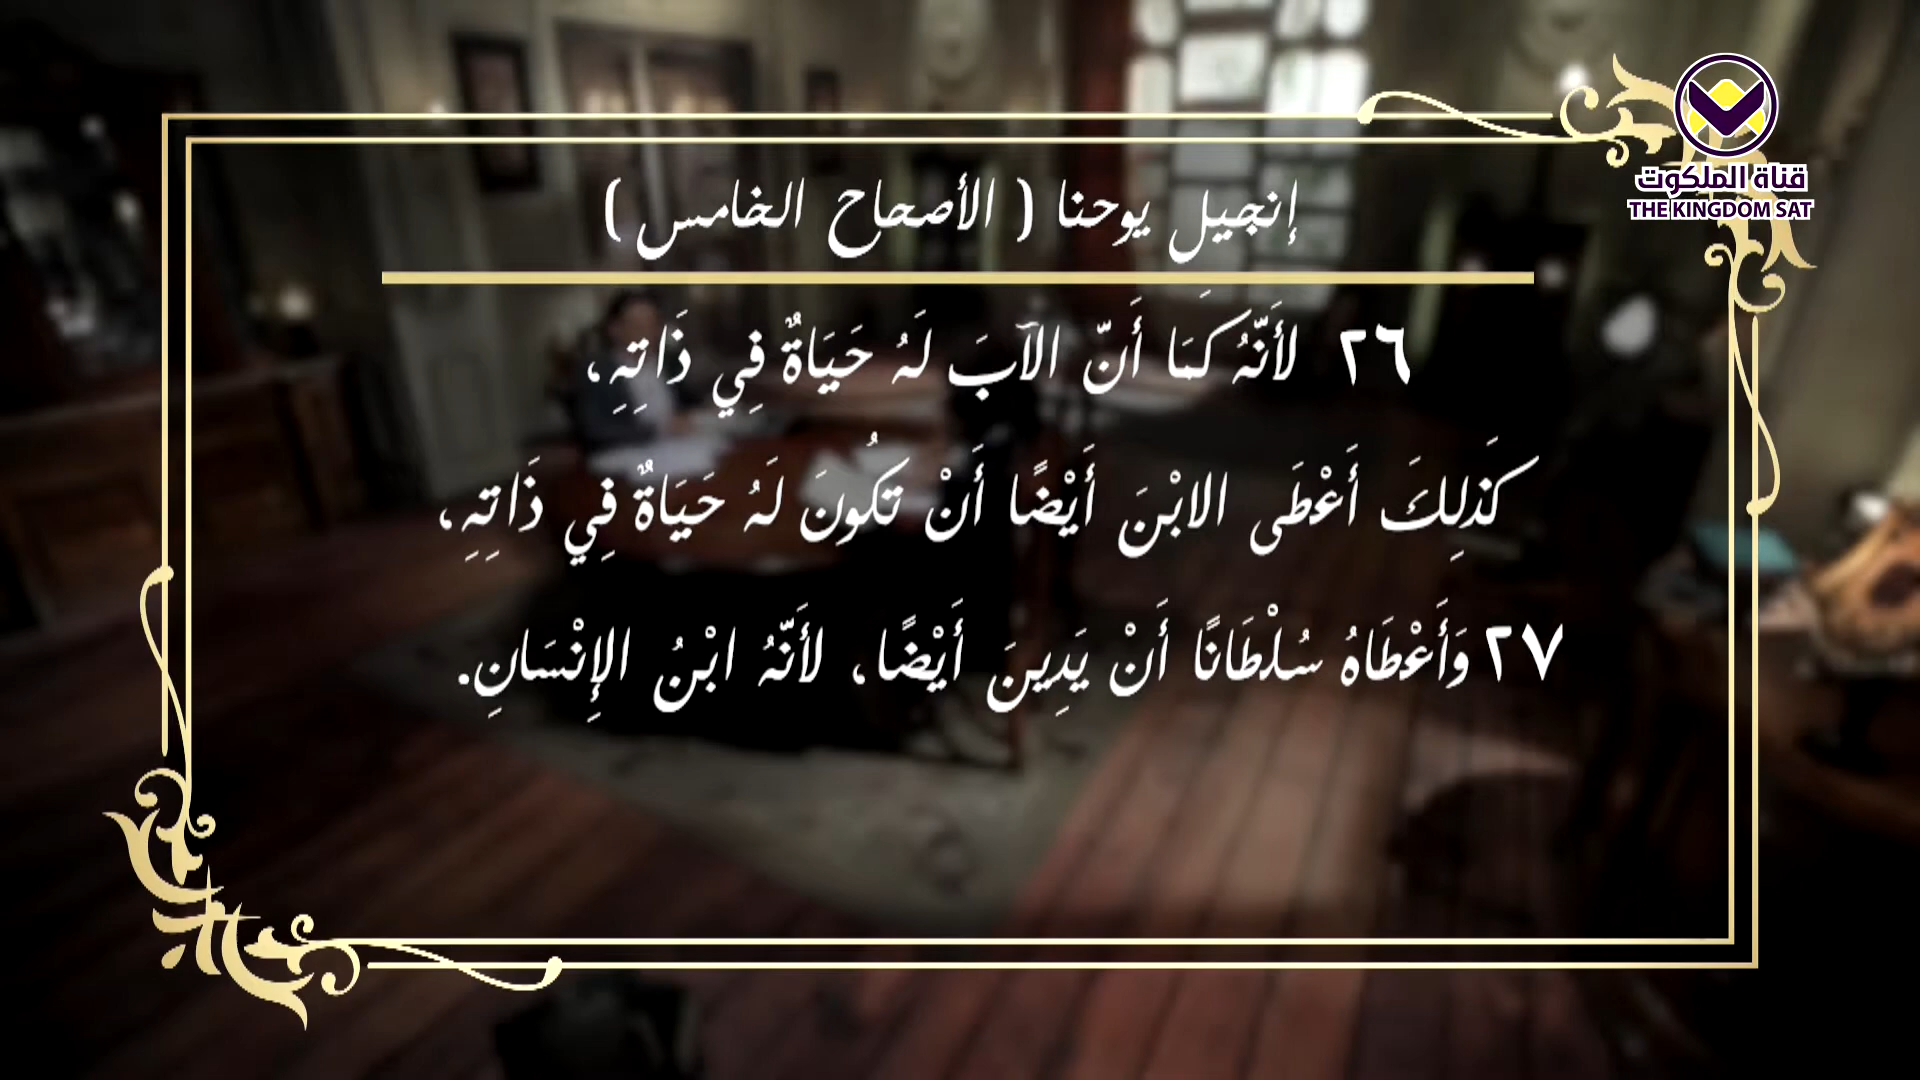 قناة الملكوت
THE KINGDOM SAT
إنجيل يوحنا ( الأصحاح الخامس )
٢٦ لأَنَّهُ كَمَا أَنَّ الآبَ لَهُ حَيَاةٌ فِي ذَاتِهِ،
كَذلِكَ أَعْطَى الابْنَ أَيْضًا أَنْ تَكُونَ لَهُ حَيَاةٌ فِي ذَاتِهِ،
٢٧ وَأَعْطَاهُ سُلْطَانًا أَنْ يَدِينَ أَيْضًا، لأَنَّهُ ابْنُ الإِنْسَانِ.